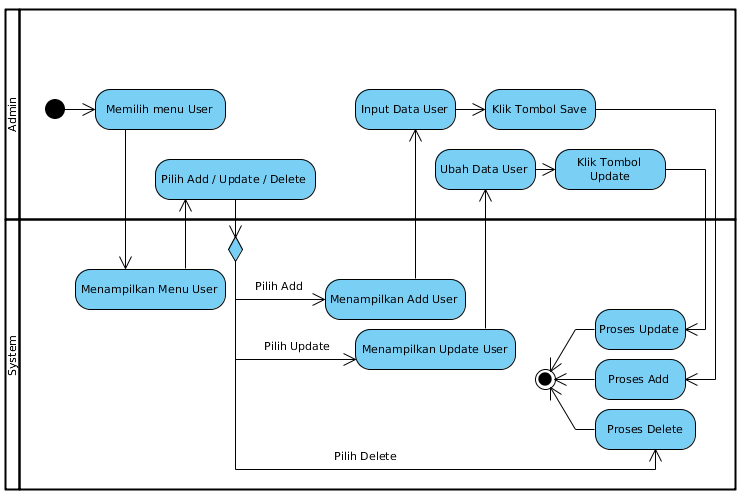 Admin
Memilih menu User
Input Data User
Klik Tombol Save
Pilih Add / Update / Delete
Ubah Data User
Klik Tombol
Update
System
Menampilkan Menu User
Pilih Add
Menampilkan Add User
Pilih Update
Menampilkan Update User
Proses Update
Proses Add
Proses Delete
Pilih Delete